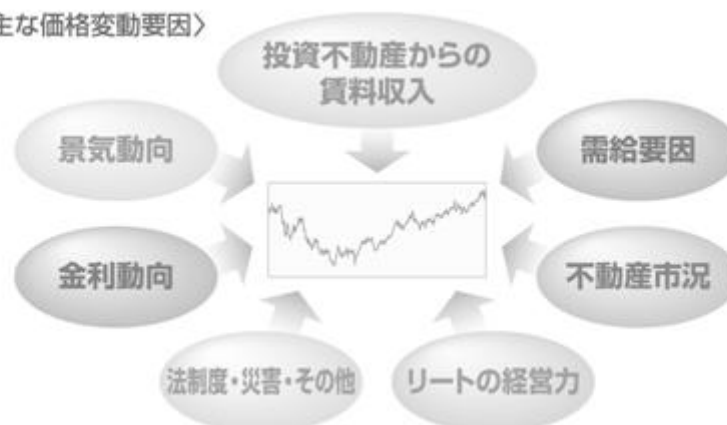 主な価格変動要因〉
投資不動産からの
賃料収入
景気動向
需給要因
金利動向
不動産市況
法制度・災害・その他
リートの経営力